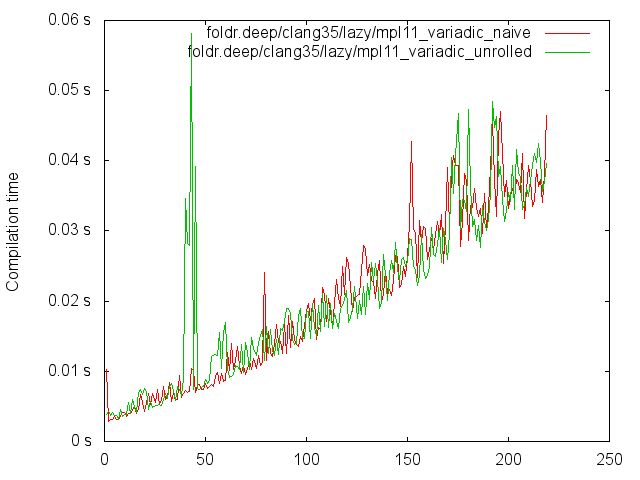 0.06 s
foldr.deep/clang35/lazy/mpl11_variadic_naive
foldr.deep/clang35/lazy/mpl11_variadic_unrolled
0.05 s
0.04 s
0.03 s
0.02 s
0.01 s
0 s
Compilation time
0 50 100 150 200 250